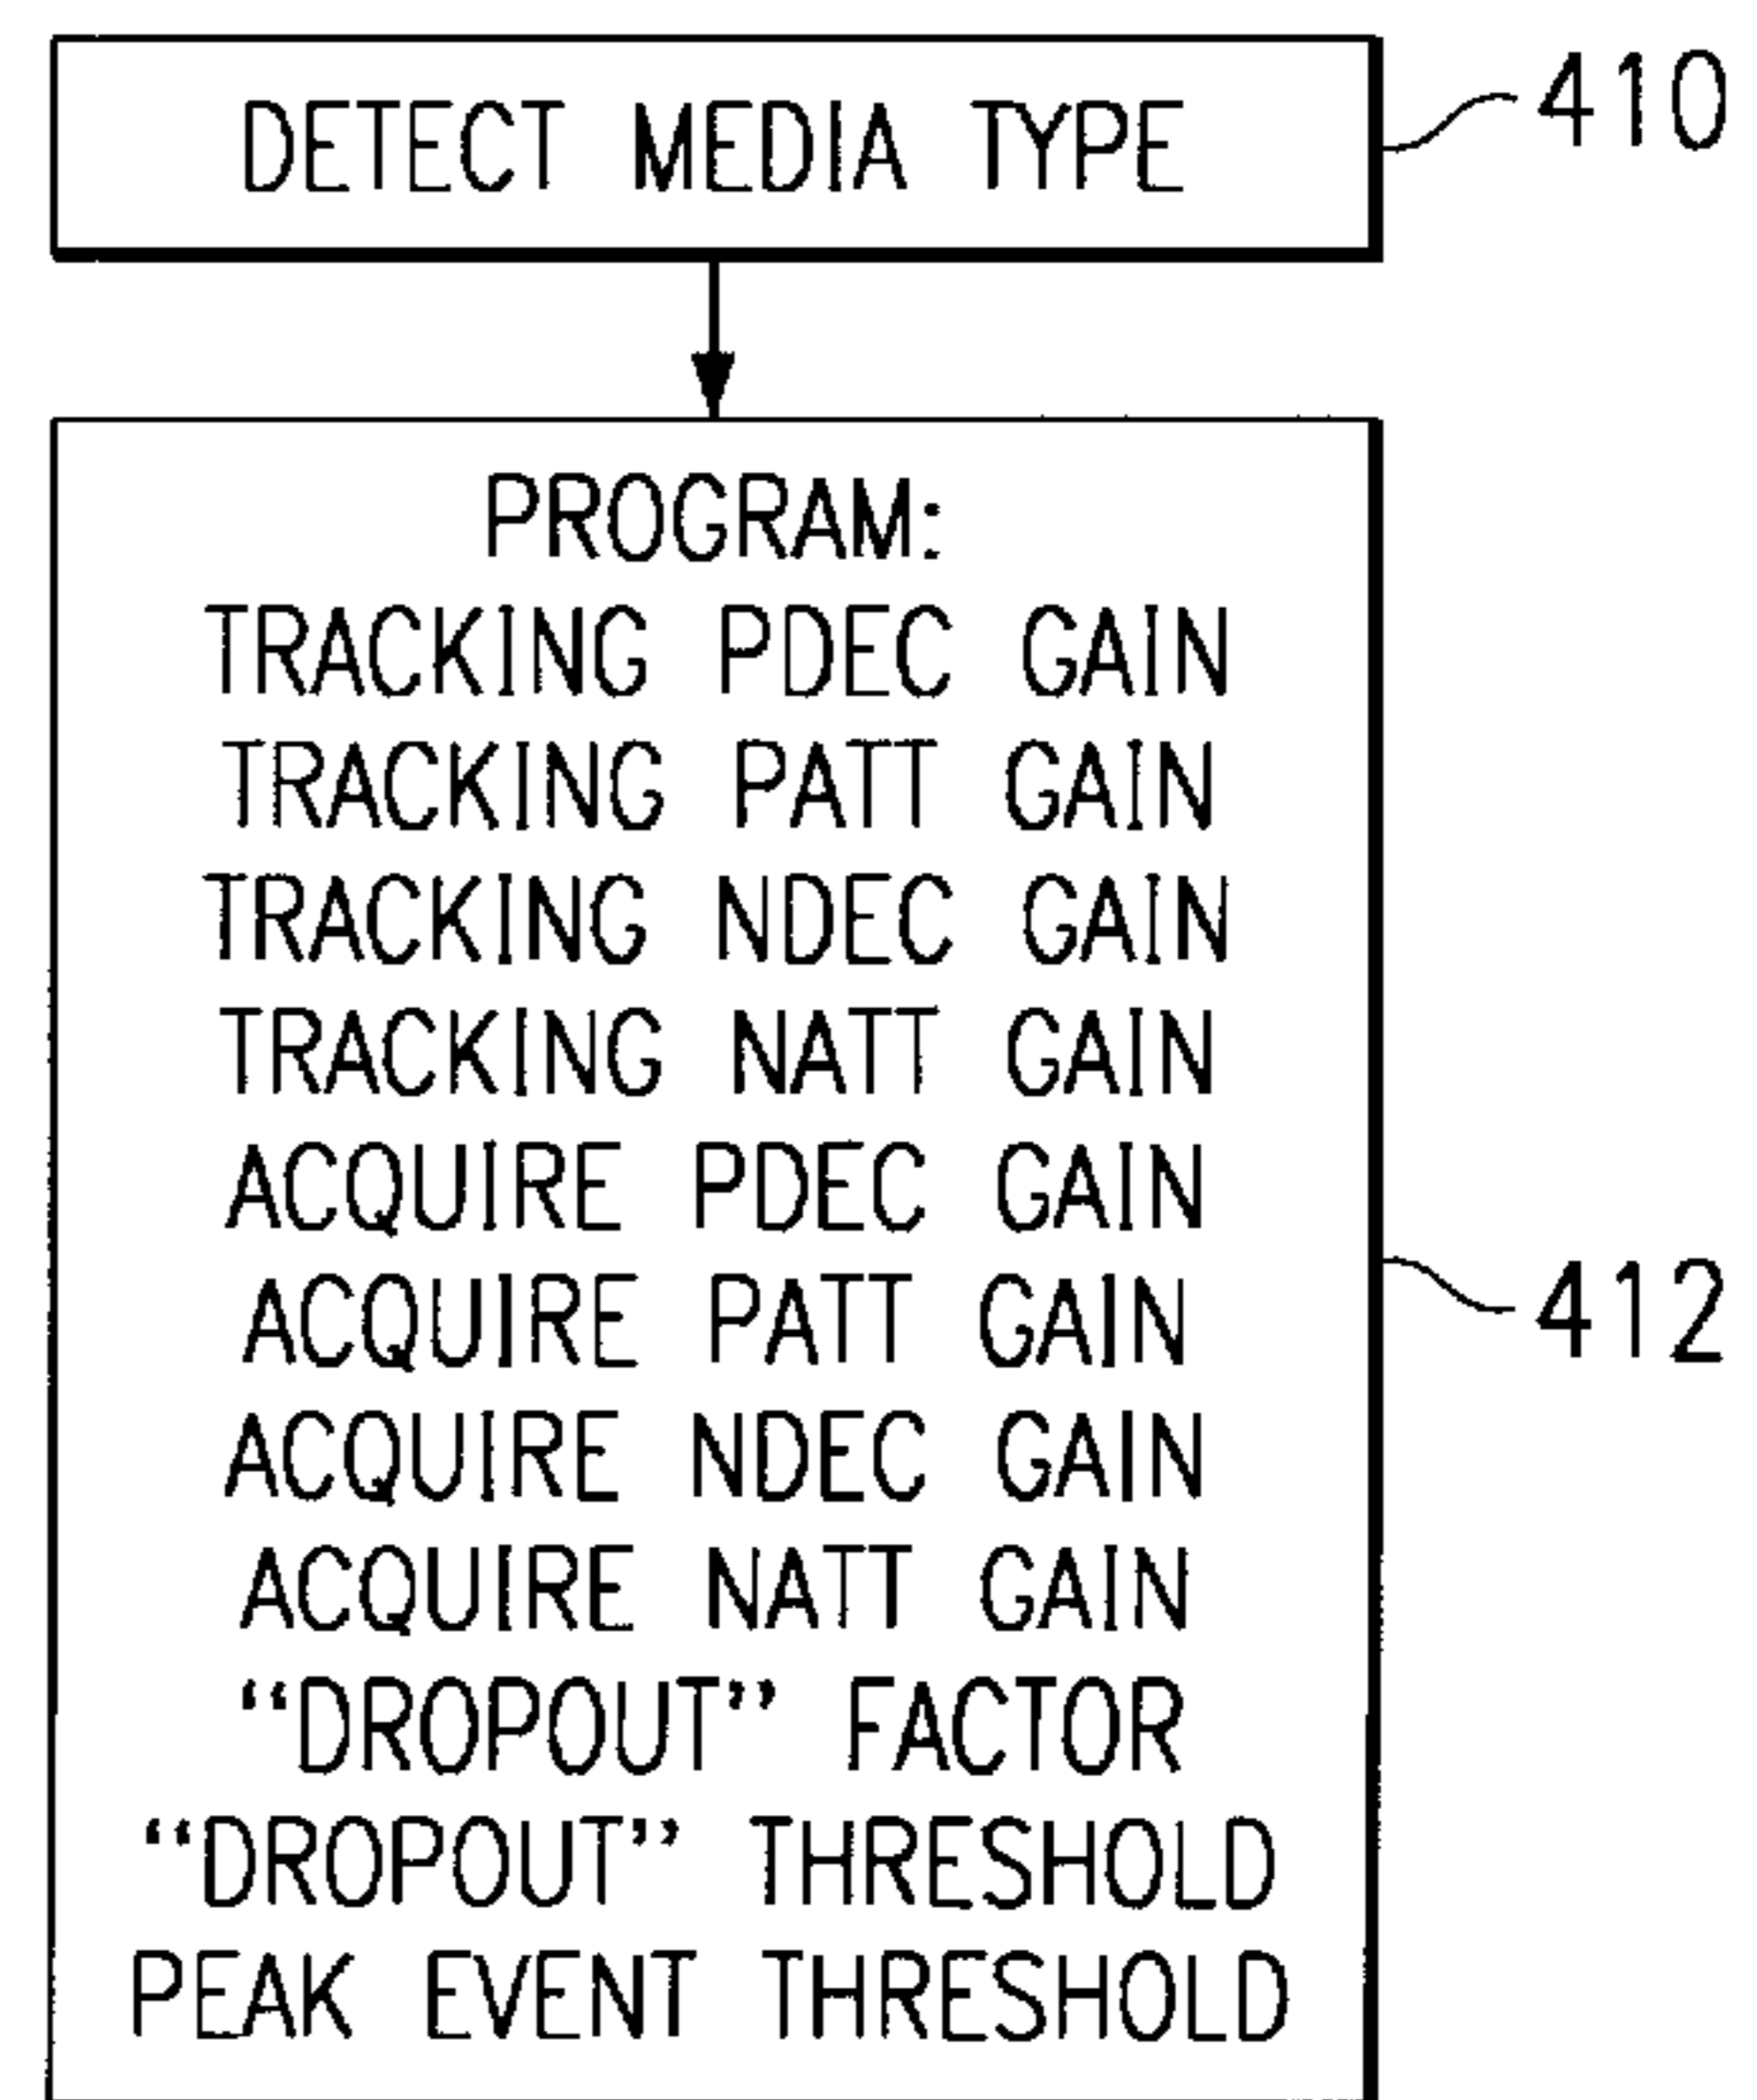 DETECT MEDIA TYPE
410
PROGRAM:
TRACKING PDEC GAIN
TRACKING PATT GAIN
TRACKING NDEC GAIN
TRACKING NATT GAIN
ACQUIRE PDEC GAIN
ACQUIRE PATT GAIN
ACQUIRE NDEC GAIN
ACQUIRE NATT GAIN
“DROPOUT” FACTOR
“DROPOUT” THRESHOLD
PEAK EVENT THRESHOLD
412